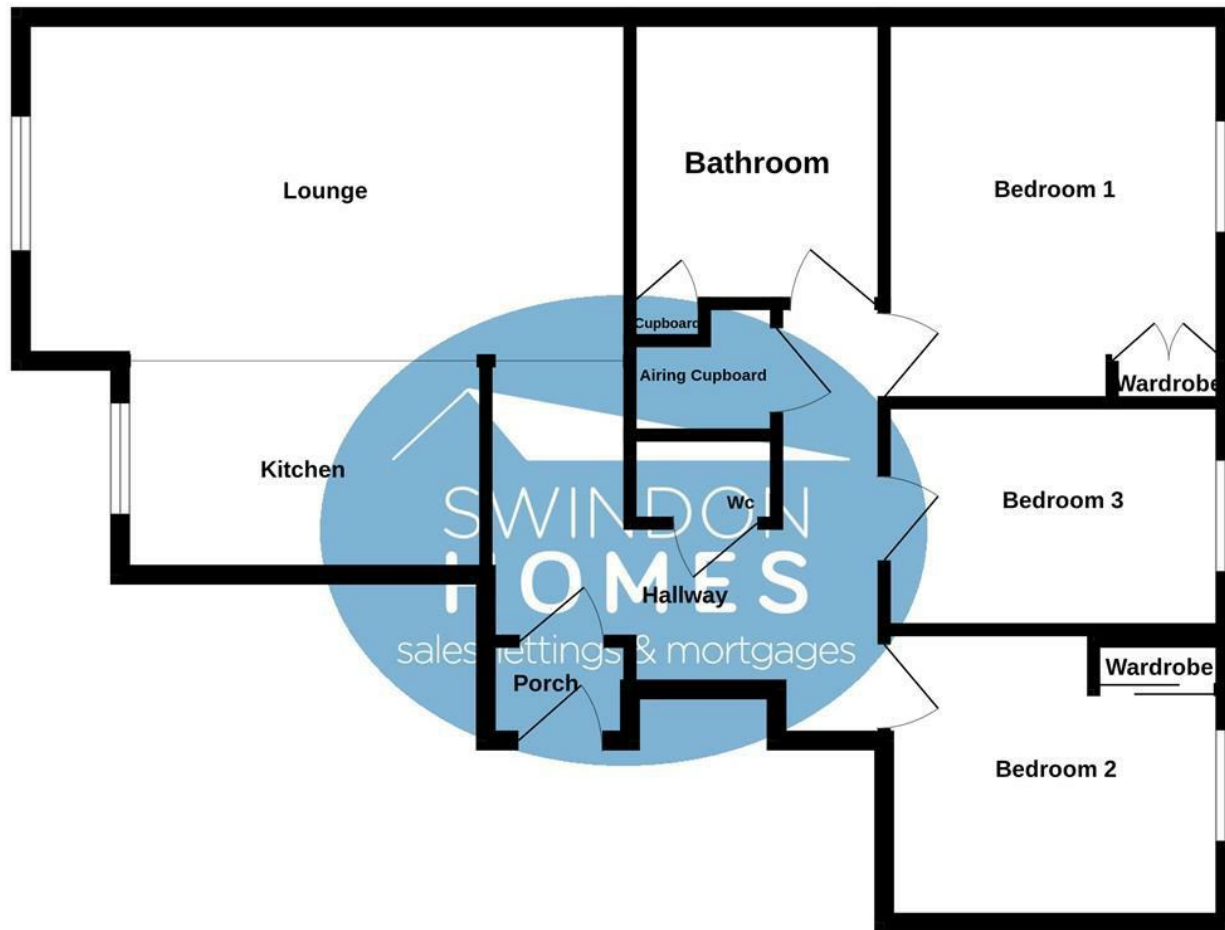 Lounge
Bathroom
Bedroom 1
Cupboard
Airing Cupboard
Wardrobe
Kitchen
Wc
Bedroom 3
SWINDON
HOMES
Hallway
sales lettings & mortgages
Porch
Wardrobe
Bedroom 2